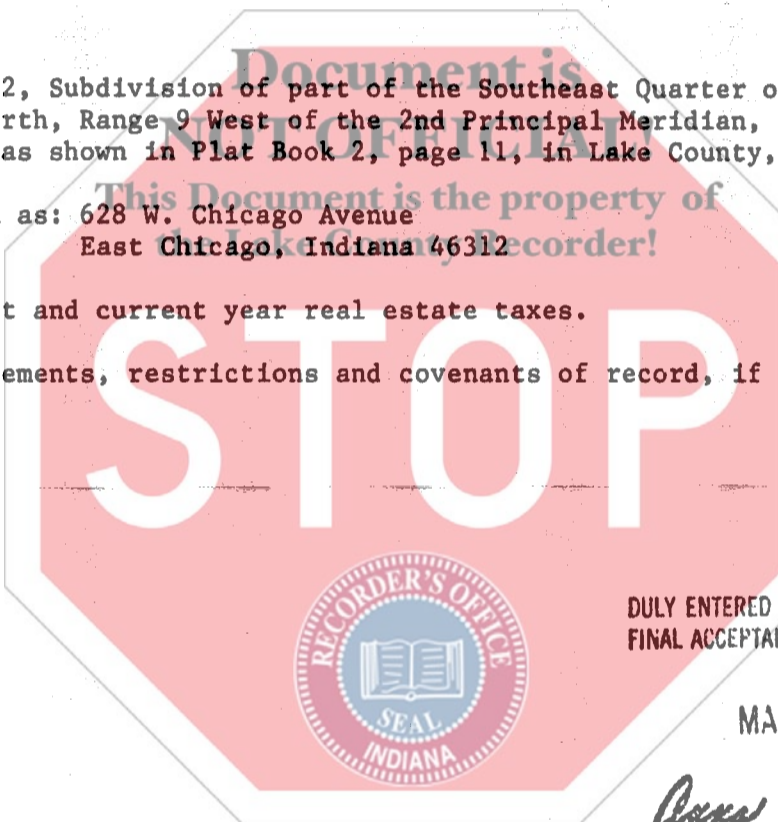 Document is
2, Subdivision of part of the Southeast Quarter o
rth, Range 9 West of the 2nd Principal Meridian,
NOT OFFICIAL!
as shown in Plat Book 2, page 11, in Lake County,
This Document is the property of
as: 628 W. Chicago Avenue
the Lake County Recorder!
East Chicago, Indiana 46312
t and current year real estate taxes.
ements, restrictions and covenants of record, if
STOP
RECORDER'S OFFICE
SEAL
INDIANA
DULY ENTERED
FINAL ACCEPTA
MA